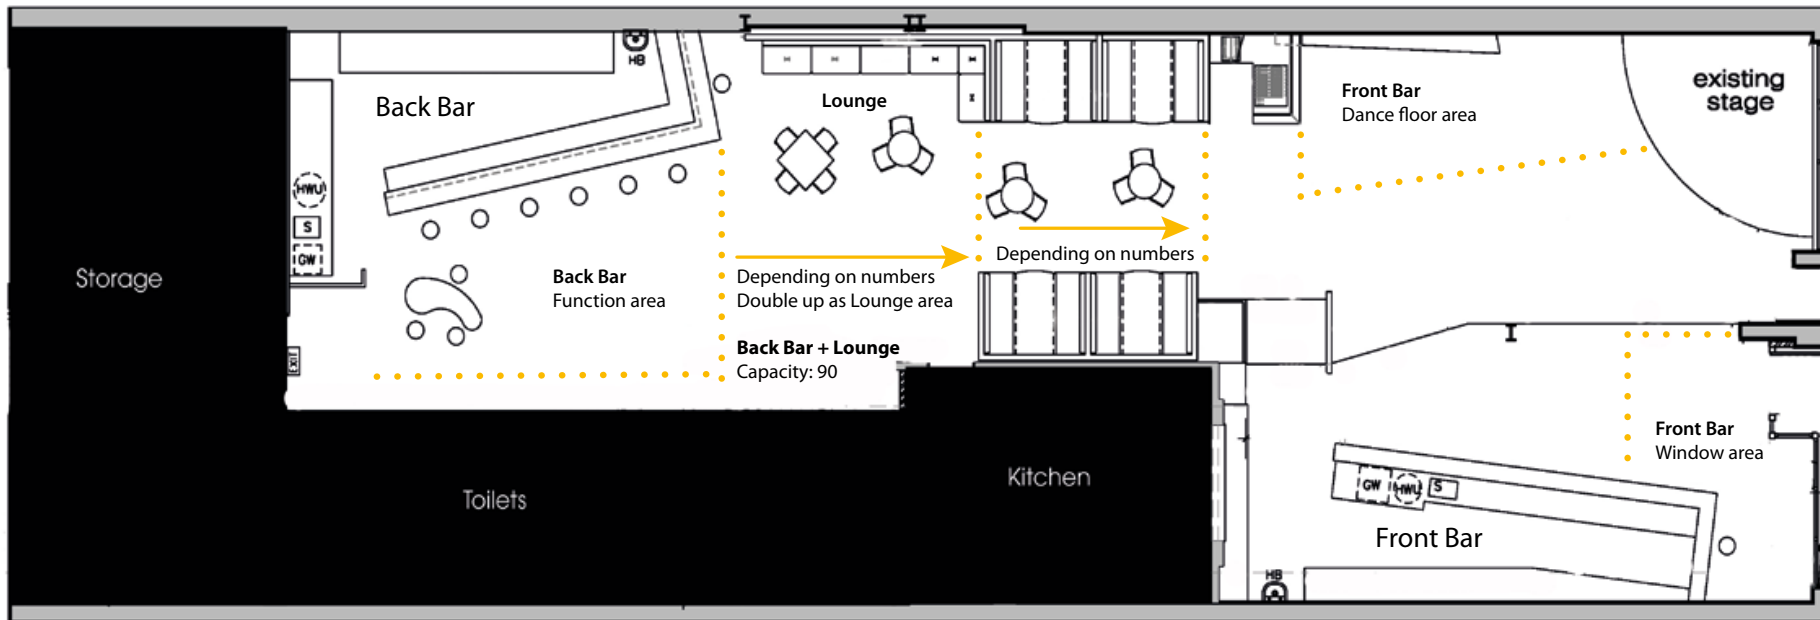 HB
Back Bar
Lounge
Front Bar
Dance floor area
existing
stage
HWU
S
GW
Storage
Back Bar
Function area
Depending on numbers
Double up as Lounge area
Depending on numbers
Back Bar + Lounge
Capacity: 90
EXIT
Front Bar
Window area
Kitchen
Toilets
GW
HWU
S
Front Bar
HB